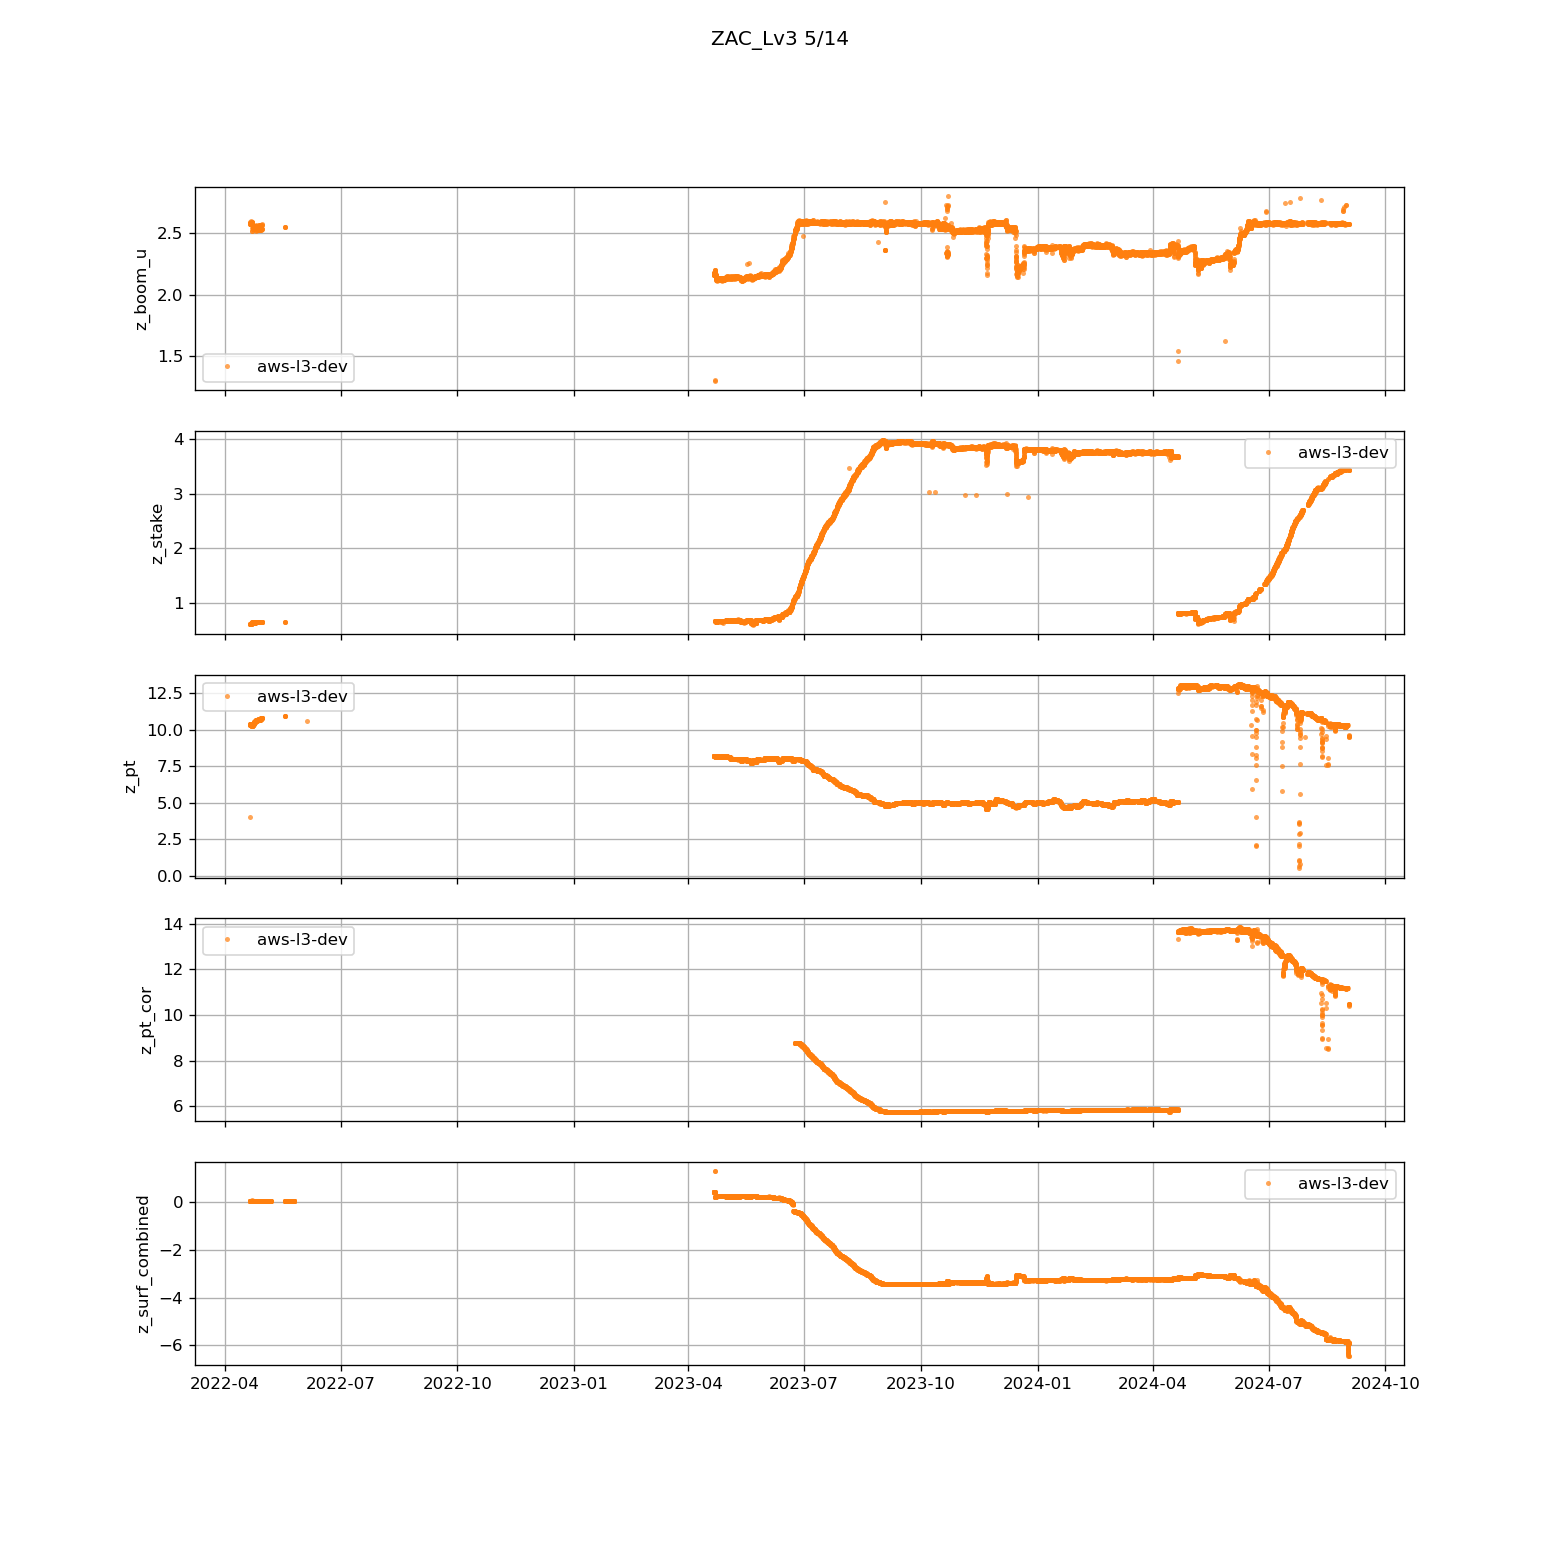 ZAC_Lv3 5/14
z_boom_u
2.5
2.0
1.5
aws-l3-dev
z_stake
4
3
2
1
aws-l3-dev
z_pt
12.5
10.0
7.5
5.0
2.5
0.0
aws-l3-dev
z_pt_cor
14
12
10
8
6
aws-l3-dev
z_surf_combined
0
−2
−4
−6
aws-l3-dev
2022-04 2022-07 2022-10 2023-01 2023-04 2023-07 2023-10 2024-01 2024-04 2024-07 2024-10